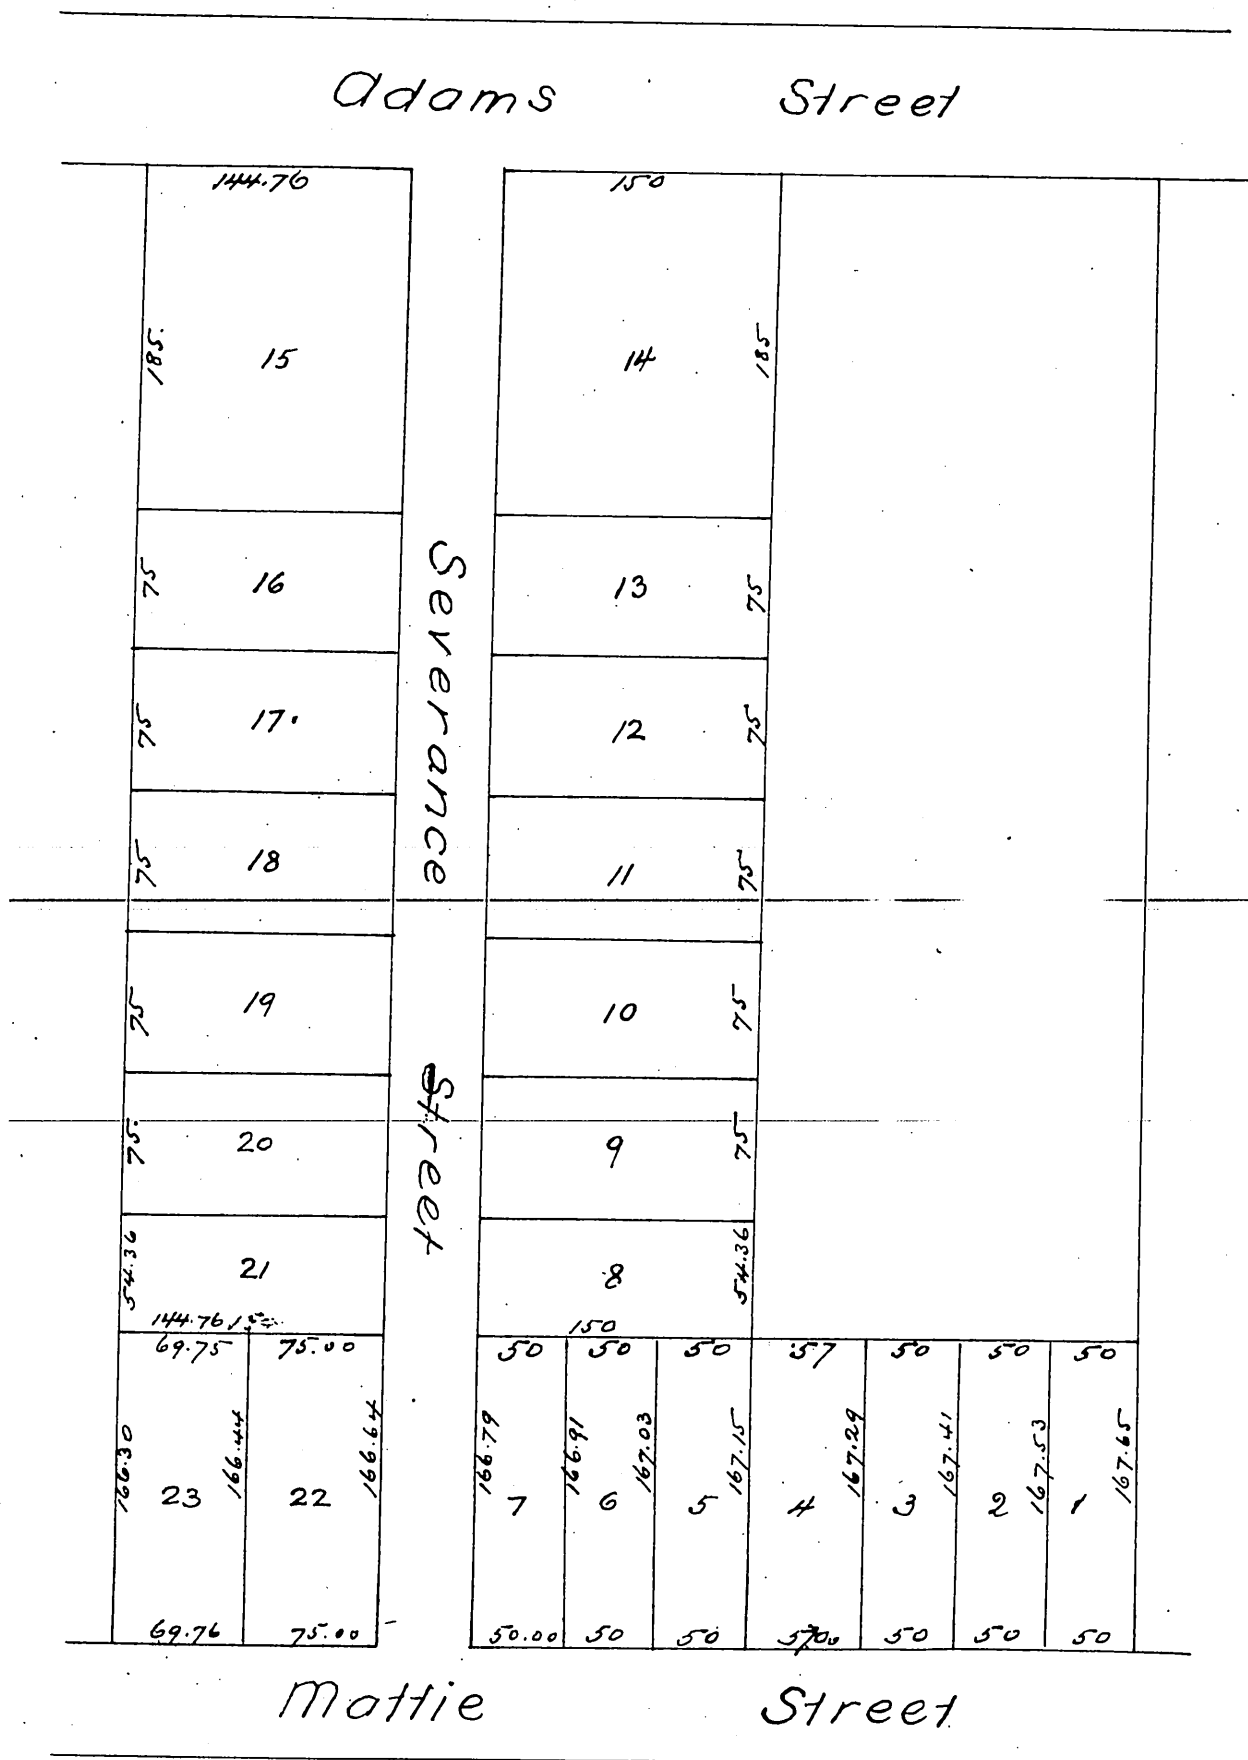 Adams Street
144.76 150
185. 15 14 185
75 16 13 75
75 17. 12 75
75 18 11 75
75 19 10 75
75. 20 9 75
54.36 21 8 54.36
Severance Street
144.76 150
69.75 75.00 50 50 50 57 50 50 50
166.30 166.44 166.64 166.79 166.91 167.03 167.15 167.29 167.41 167.53 167.65
23 22 7 6 5 4 3 2 1
69.76 75.00 50.00 50 50 50 50 50
Mattie Street